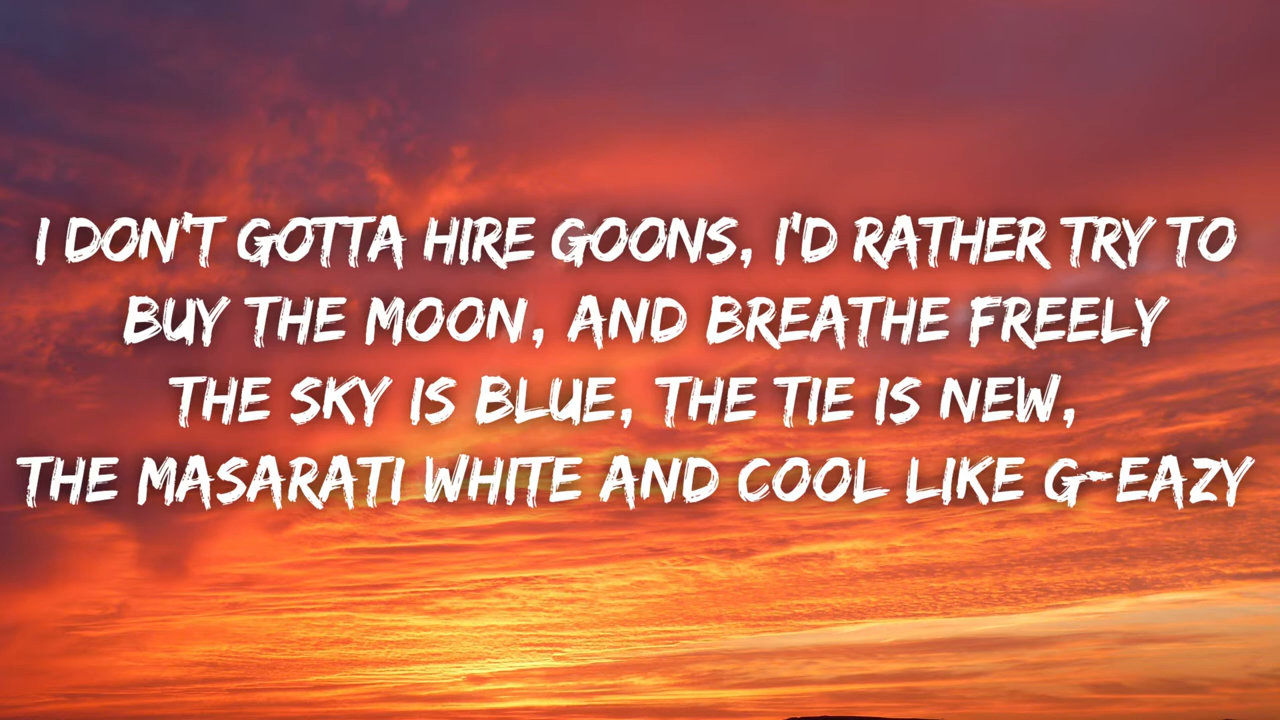 I DON'T GOTTA HIRE GOONS, I'D RATHER TRY TO
BUY THE MOON, AND BREATHE FREELY
THE SKY IS BLUE, THE TIE IS NEW,
THE MASARATI WHITE AND COOL LIKE G-EAZY